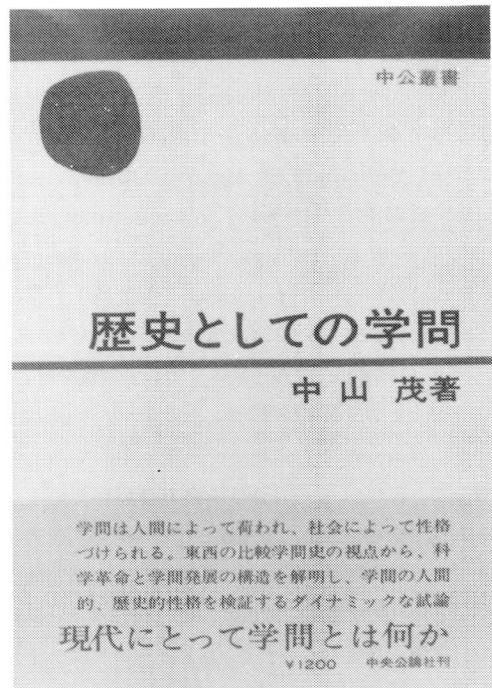 中公叢書
歴史としての学問
中山 茂著
学問は人間によって荷われ、社会によって性格
づけられる。東西の比較学問史の視点から、科
学革命と学問発展の構造を解明し、学問の人間
的、歴史的性格を検証するダイナミックな試論
現代にとって学問とは何か
¥1200 中央公論社刊